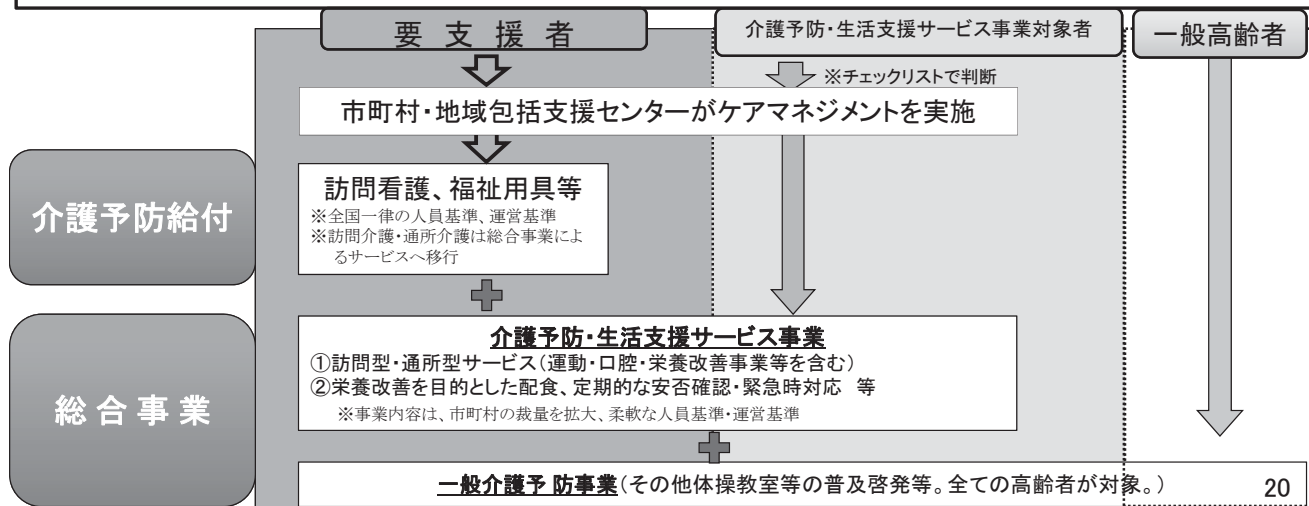 要 支 援 者
介護予防・生活支援サービス事業対象者
一般高齢者
※チェックリストで判断
市町村・地域包括支援センターがケアマネジメントを実施
介護予防給付
訪問看護、福祉用具等
※全国一律の人員基準、運営基準
※訪問介護・通所介護は総合事業によ
るサービスへ移行
総 合 事 業
介護予防・生活支援サービス事業
①訪問型・通所型サービス(運動・口腔・栄養改善事業等を含む)
②栄養改善を目的とした配食、定期的な安否確認・緊急時対応 等
※事業内容は、市町村の裁量を拡大、柔軟な人員基準・運営基準
一般介護予 防事業(その他体操教室等の普及啓発等。全ての高齢者が対象。)
20